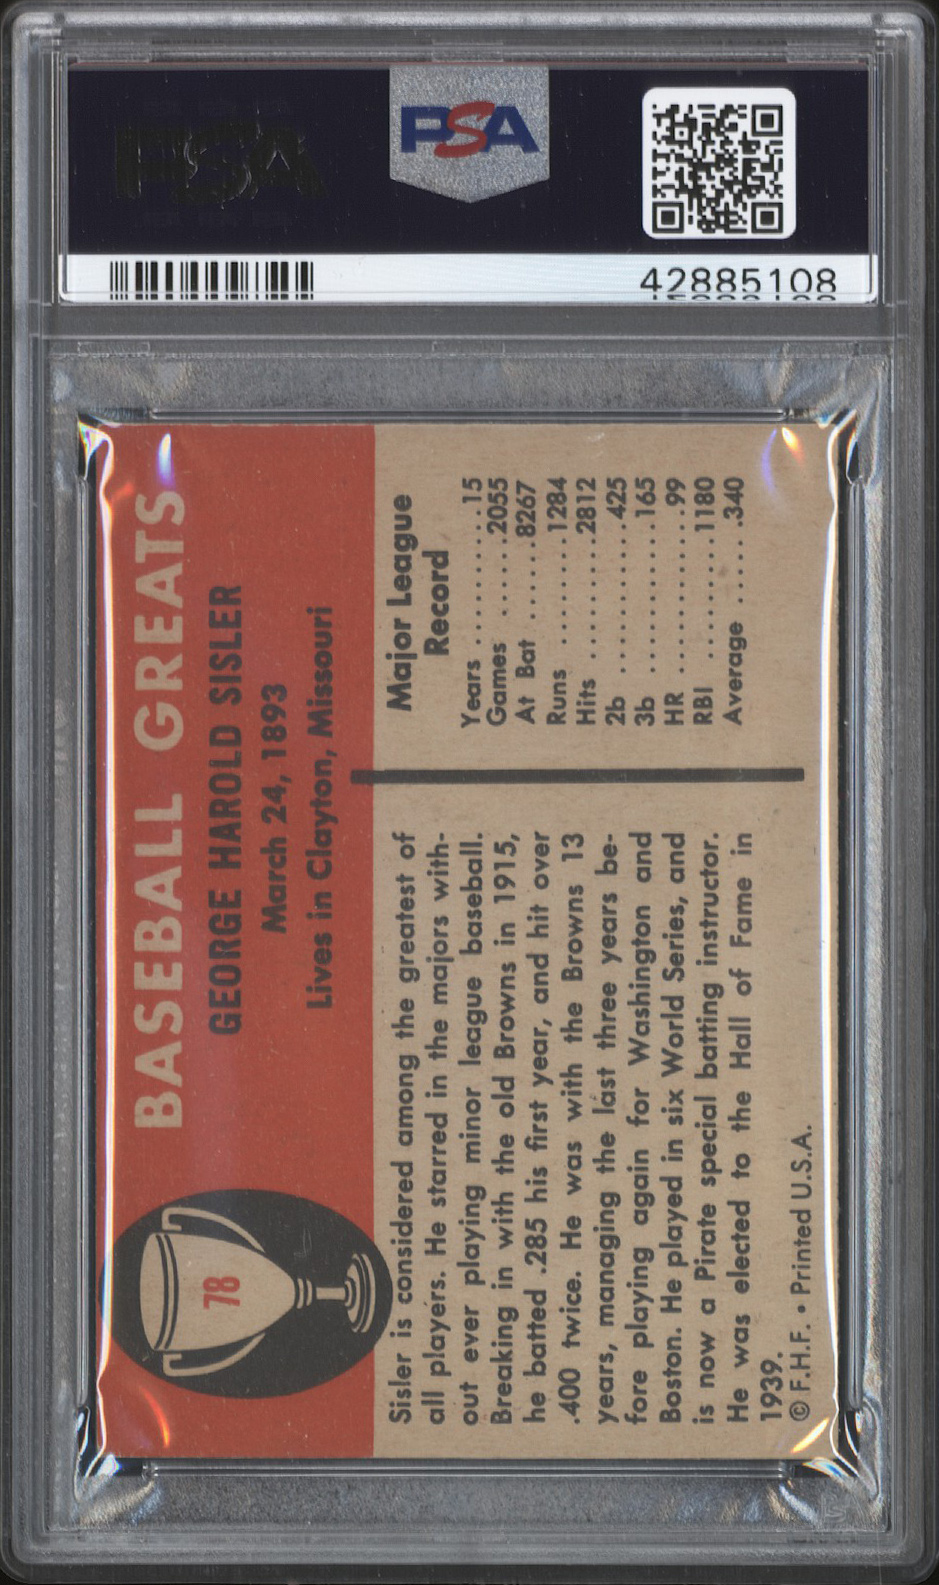 PSA
PSA
42885108
78
BASEBALL GREATS
GEORGE HAROLD SISLER
March 24, 1893
Lives in Clayton, Missouri
Sisler is considered among the greatest of
all players. He starred in the majors with-
out ever playing minor league baseball.
Breaking in with the old Browns in 1915,
he batted .285 his first year, and hit over
.400 twice. He was with the Browns 13
years, managing the last three years be-
fore playing again for Washington and
Boston. He played in six World Series, and
is now a Pirate special batting instructor.
He was elected to the Hall of Fame in
1939.
© F.H.F. • Printed U.S.A.
Major League
Record
Years..........15
Games ......2055
At Bat ......8267
Runs ........1284
Hits .........2812
2b ...........425
3b ...........165
HR ............99
RBI ........1180
Average ......340